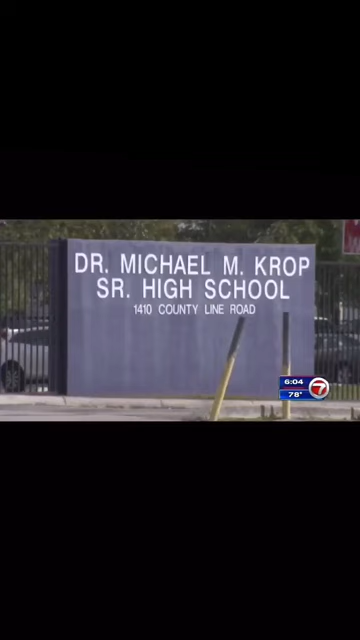 DR. MICHAEL M. KROP
SR. HIGH SCHOOL
1410 COUNTY LINE ROAD
6:04
7
78°